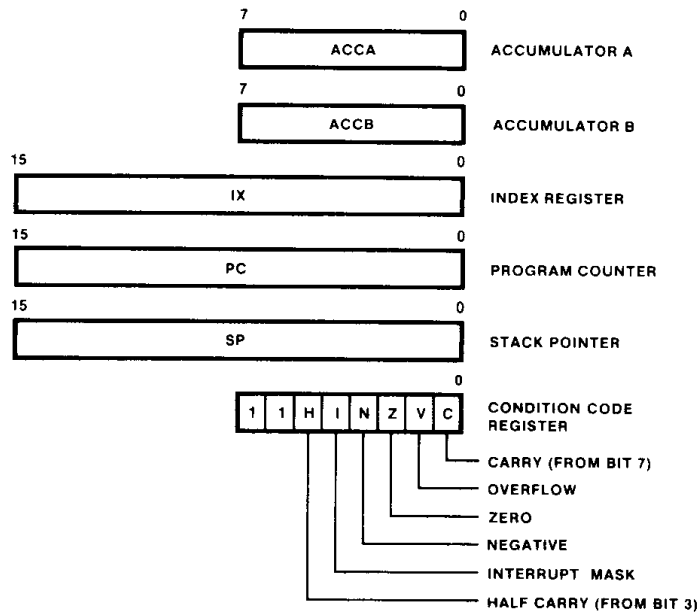 7 0
ACCA ACCUMULATOR A
7 0
ACCB ACCUMULATOR B
15 0
IX INDEX REGISTER
15 0
PC PROGRAM COUNTER
15 0
SP STACK POINTER
0
1 1 H I N Z V C CONDITION CODE
REGISTER
CARRY (FROM BIT 7)
OVERFLOW
ZERO
NEGATIVE
INTERRUPT MASK
HALF CARRY (FROM BIT 3)